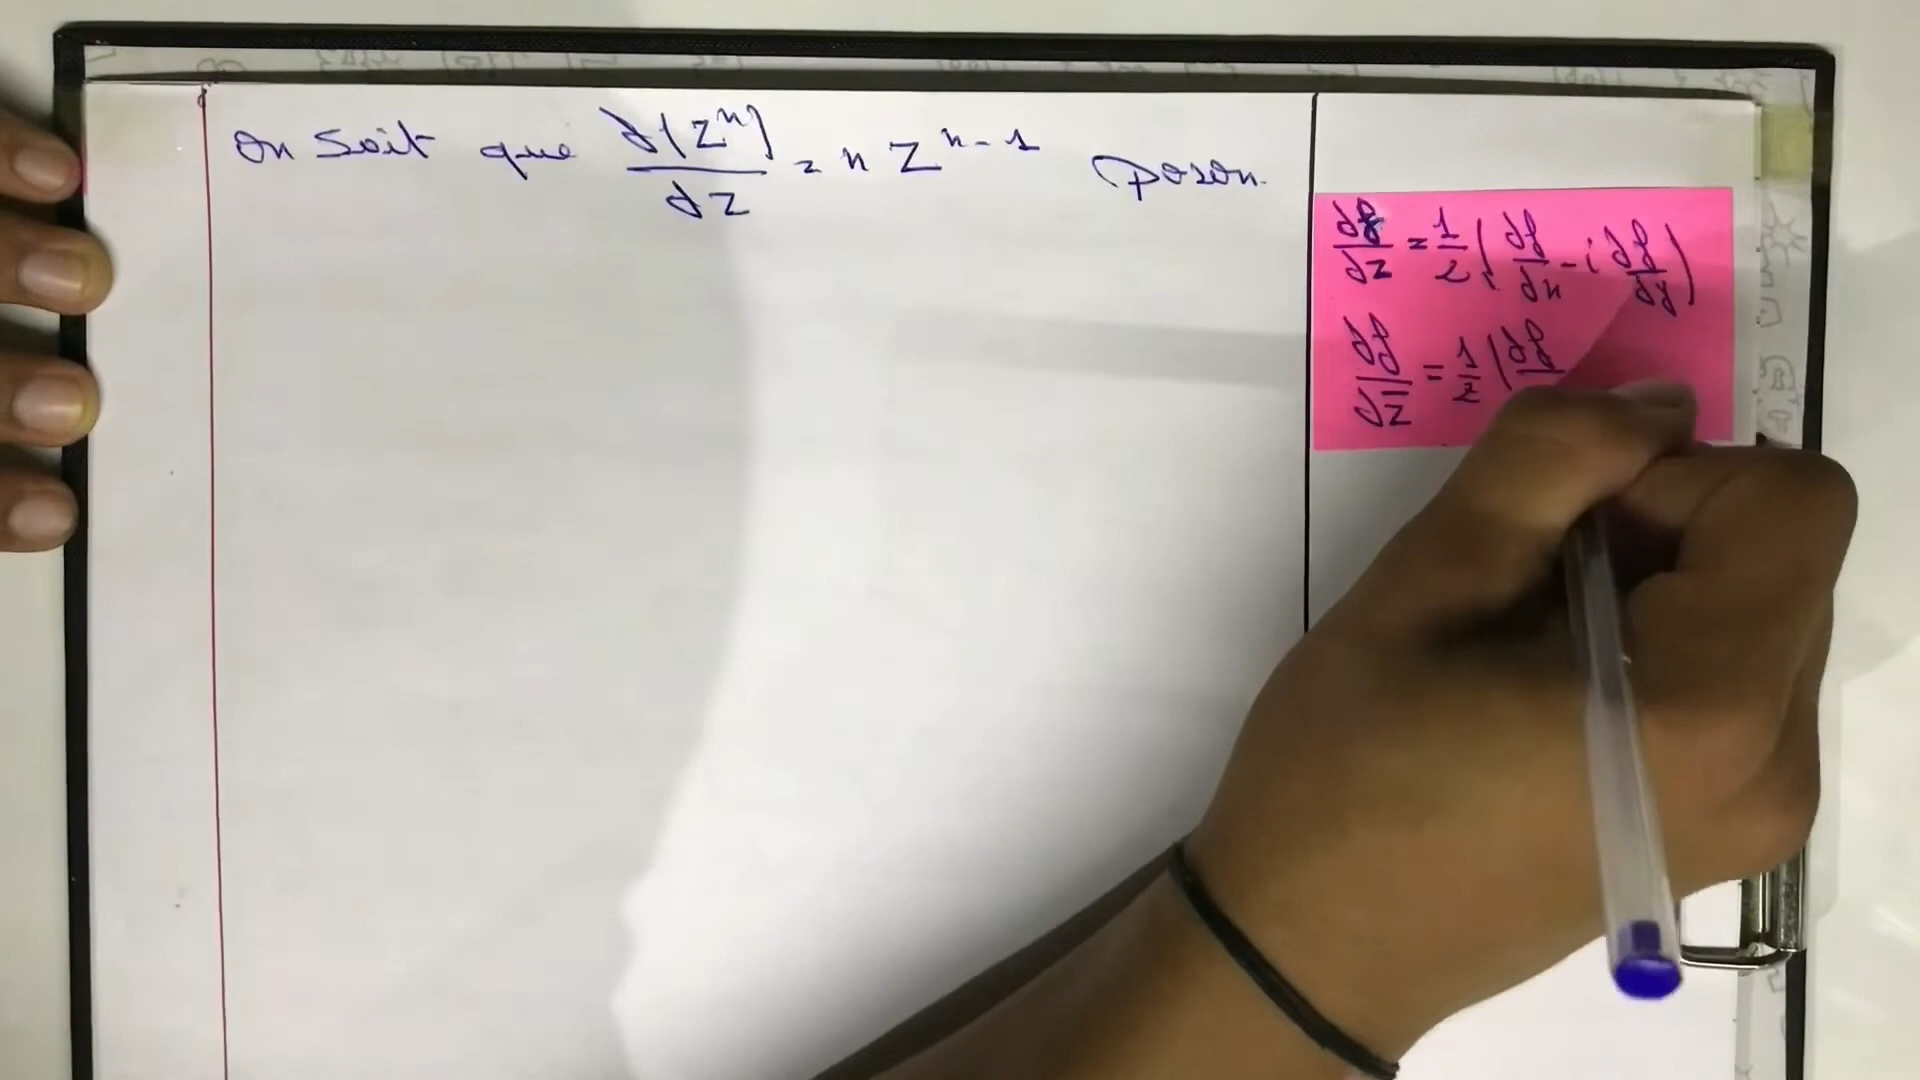 On Sait que ∂(Z^n)/∂Z = n Z^{n-1} poson
∂f/∂z = 1/2 ( ∂f/∂x - i ∂f/∂y )
∂f/∂z̅ = 1/2 ( ∂f